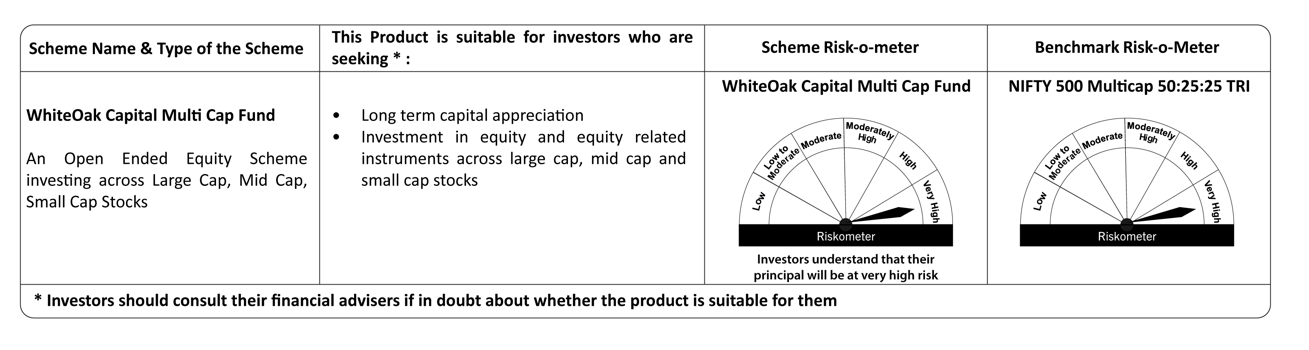 Scheme Name & Type of the Scheme
This Product is suitable for investors who are
seeking * :
Scheme Risk-o-meter
Benchmark Risk-o-Meter
WhiteOak Capital Multi Cap Fund
An Open Ended Equity Scheme
investing across Large Cap, Mid Cap,
Small Cap Stocks
• Long term capital appreciation
• Investment in equity and equity related
instruments across large cap, mid cap and
small cap stocks
WhiteOak Capital Multi Cap Fund
Low
Low to
Moderate
Moderate
Moderately
High
High
Very High
Riskometer
Investors understand that their
principal will be at very high risk
NIFTY 500 Multicap 50:25:25 TRI
Low
Low to
Moderate
Moderate
Moderately
High
High
Very High
Riskometer
* Investors should consult their financial advisers if in doubt about whether the product is suitable for them